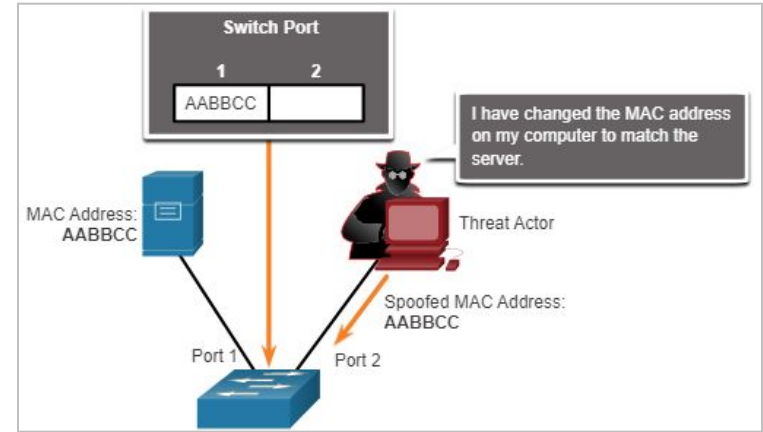 Switch Port
1 2
AABBCC
I have changed the MAC address
on my computer to match the
server.
MAC Address:
AABBCC
Threat Actor
Spoofed MAC Address:
AABBCC
Port 1
Port 2